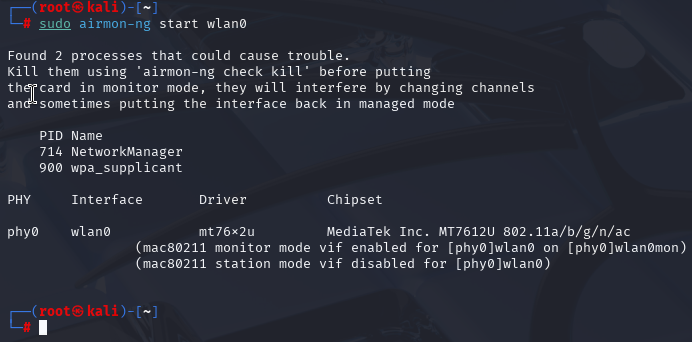 ┌──(root㉿kali)-[~]
└─# sudo airmon-ng start wlan0
Found 2 processes that could cause trouble.
Kill them using 'airmon-ng check kill' before putting
the card in monitor mode, they will interfere by changing channels
and sometimes putting the interface back in managed mode
PID Name
714 NetworkManager
900 wpa_supplicant
PHY Interface Driver Chipset
phy0 wlan0 mt76×2u MediaTek Inc. MT7612U 802.11a/b/g/n/ac
(mac80211 monitor mode vif enabled for [phy0]wlan0 on [phy0]wlan0mon)
(mac80211 station mode vif disabled for [phy0]wlan0)
┌──(root㉿kali)-[~]
└─#